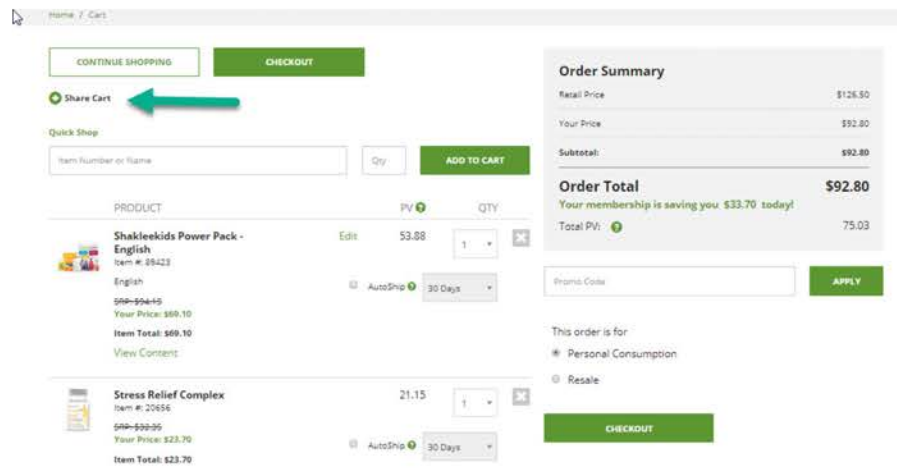 Home / Cart
CONTINUE SHOPPING
CHECKOUT
Share Cart
Quick Shop
Item Number or Name
Qty
ADD TO CART
PRODUCT
PV
QTY
Shakleekids Power Pack -
English
Edit
53.88
1
Item #: 89423
English
AutoShip
30 Days
SRP: $94.15
Your Price: $69.10
Item Total: $69.10
View Content
Stress Relief Complex
21.15
1
Item #: 20656
SRP: $32.35
Your Price: $23.70
AutoShip
30 Days
Item Total: $23.70
Order Summary
Retail Price $126.50
Your Price $92.80
Subtotal: $92.80
Order Total $92.80
Your membership is saving you $33.70 today!
Total PV: 75.03
Promo Code
APPLY
This order is for
Personal Consumption
Resale
CHECKOUT